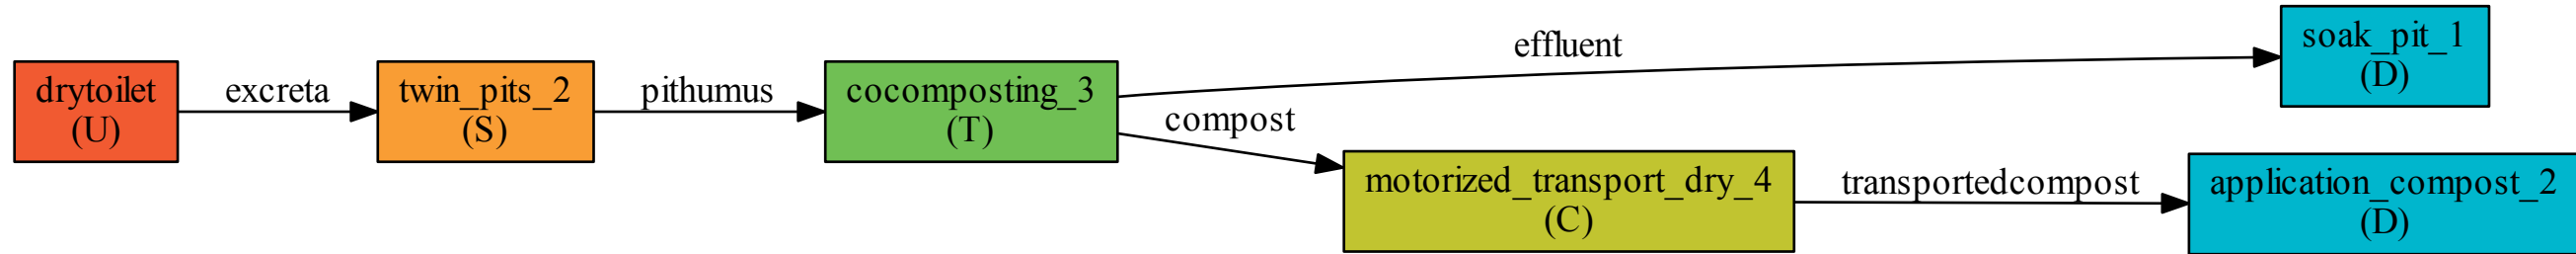 drytoilet
(U)
excreta
twin_pits_2
(S)
pithumus
cocomposting_3
(T)
effluent
soak_pit_1
(D)
compost
motorized_transport_dry_4
(C)
transportedcompost
application_compost_2
(D)